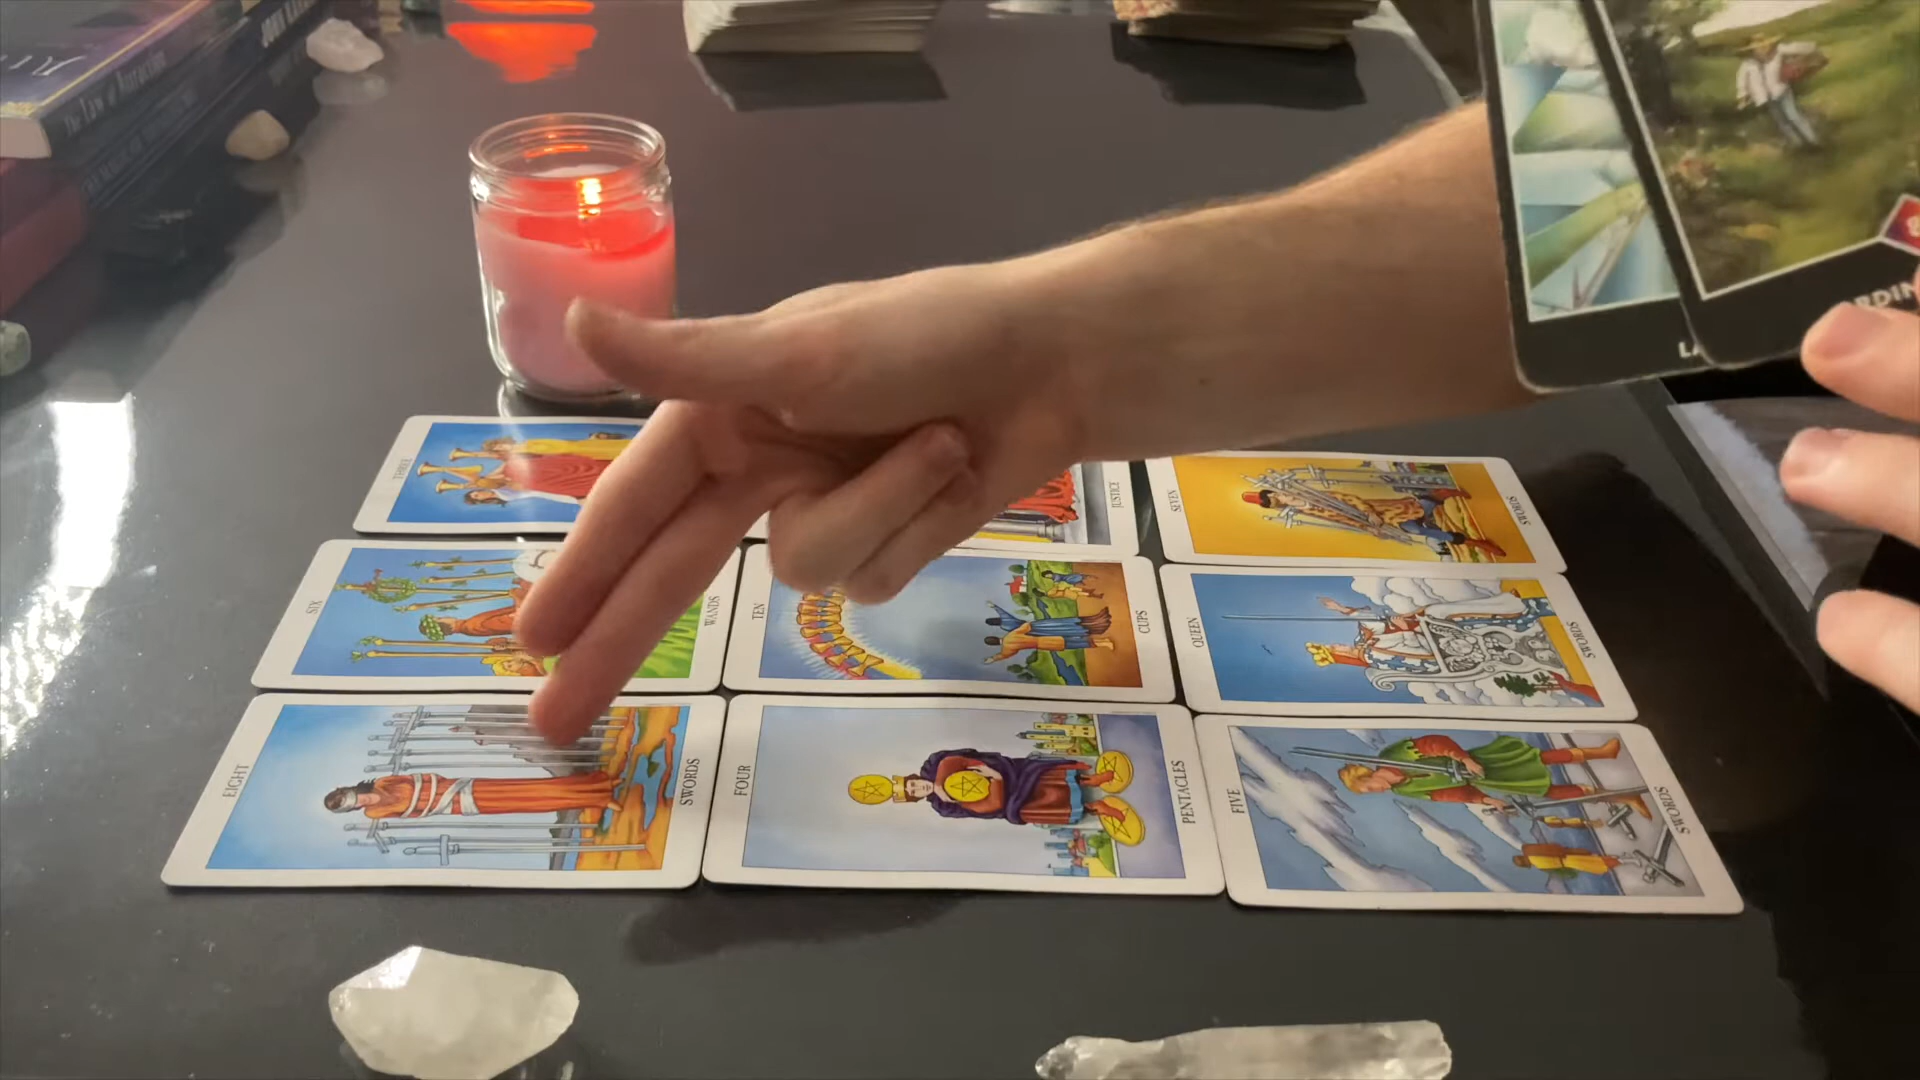 The Law of Attraction
THREE
JUSTICE
SEVEN
SWORDS
SIX
WANDS
TEN
CUPS
QUEEN
SWORDS
EIGHT
SWORDS
FOUR
PENTACLES
FIVE
SWORDS